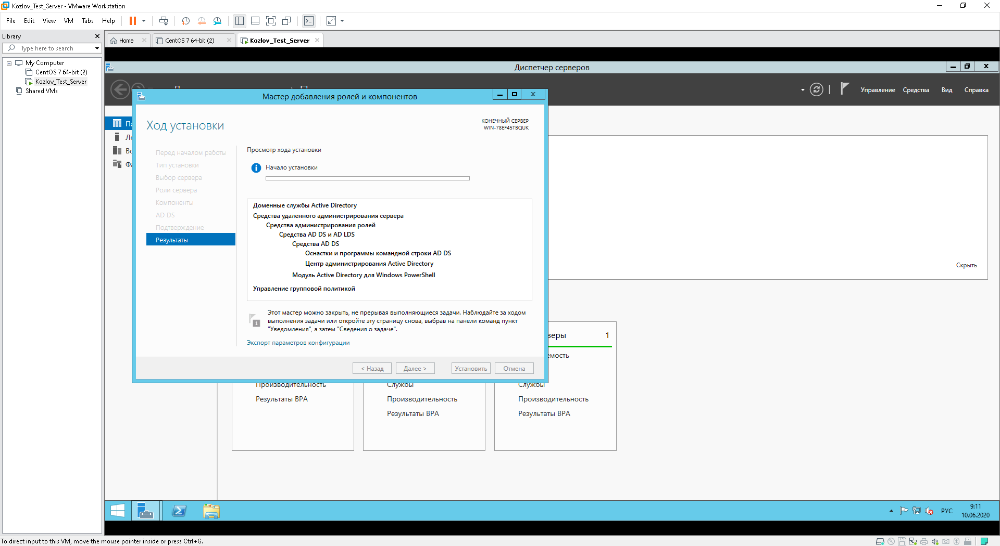 Kozlov_Test_Server - VMware Workstation
File Edit View VM Tabs Help
Library
Type here to search
My Computer
CentOS 7 64-bit (2)
Kozlov_Test_Server
Shared VMs
Home
CentOS 7 64-bit (2)
Kozlov_Test_Server
Диспетчер серверов
Управление Средства Вид Справка
Мастер добавления ролей и компонентов
Ход установки
КОНЕЧНЫЙ СЕРВЕР
WIN-78EF45TBQUK
Перед началом работы
Тип установки
Выбор сервера
Роли сервера
Компоненты
AD DS
Подтверждение
Результаты
Просмотр хода установки
Начало установки
Доменные службы Active Directory
Средства удаленного администрирования сервера
Средства администрирования ролей
Средства AD DS и AD LDS
Средства AD DS
Оснастки и программы командной строки AD DS
Центр администрирования Active Directory
Модуль Active Directory для Windows PowerShell
Управление групповой политикой
1
Этот мастер можно закрыть, не прерывая выполняющиеся задачи. Наблюдайте за ходом
выполнения задачи или откройте эту страницу снова, выбрав на панели команд пункт
"Уведомления", а затем "Сведения о задаче".
Экспорт параметров конфигурации
< Назад Далее > Установить Отмена
Скрыть
веры 1
емость
Производительность
Результаты BPA
Службы
Производительность
Результаты BPA
Службы
Производительность
Результаты BPA
РУС
9:11
10.06.2020
To direct input to this VM, move the mouse pointer inside or press Ctrl+G.